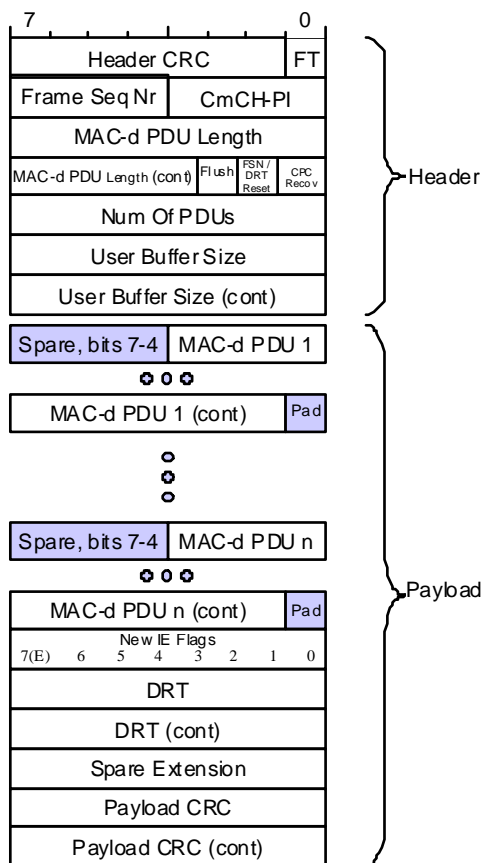 7 0
Header CRC FT
Frame Seq Nr CmCH-PI
MAC-d PDU Length
MAC-d PDU Length (cont) Flush FSN / DRT Reset CPC Recov
Header
Num Of PDUs
User Buffer Size
User Buffer Size (cont)
Spare, bits 7-4 MAC-d PDU 1
MAC-d PDU 1 (cont) Pad
Spare, bits 7-4 MAC-d PDU n
MAC-d PDU n (cont) Pad
Payload
New IE Flags
7(E) 6 5 4 3 2 1 0
DRT
DRT (cont)
Spare Extension
Payload CRC
Payload CRC (cont)